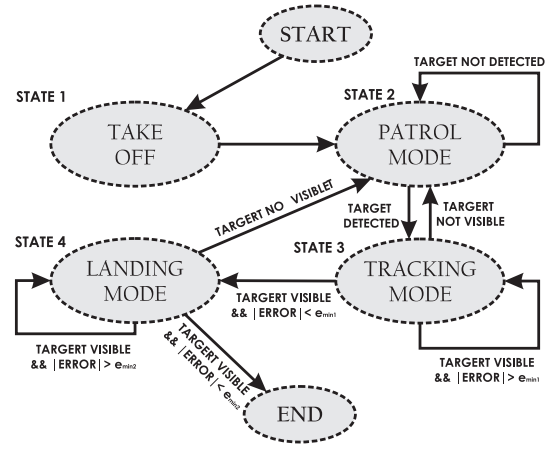 START
TARGET NOT DETECTED
STATE 1
STATE 2
TAKE
OFF
PATROL
MODE
TARGERT NO VISIBLET
TARGET
DETECTED
TARGERT
NOT VISIBLE
STATE 4
STATE 3
LANDING
MODE
TRACKING
MODE
TARGERT VISIBLE
&& |ERROR| < emin1
TARGERT VISIBLE
&& |ERROR| > emin2
TARGERT VISIBLE
&& |ERROR| < emin2
TARGERT VISIBLE
&& |ERROR| > emin1
END